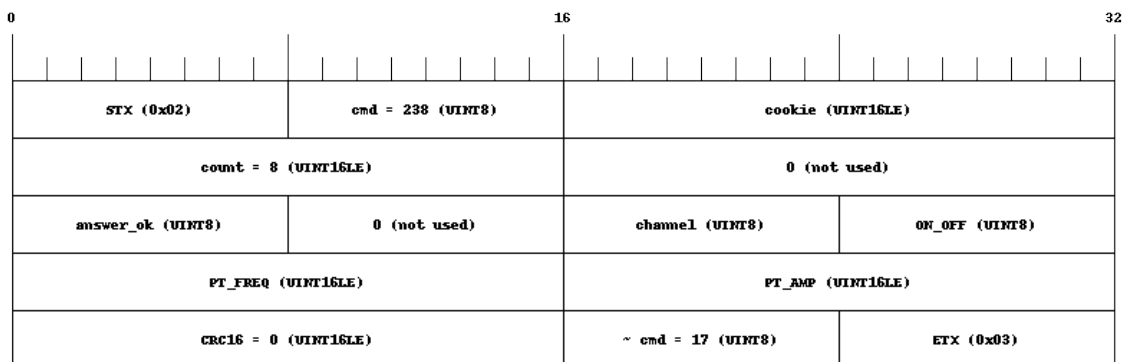 0 16 32
STX (0x02) cmd = 238 (UINT8) cookie (UINT16LE)
count = 8 (UINT16LE) 0 (not used)
answer_ok (UINT8) 0 (not used) channel (UINT8) ON_OFF (UINT8)
PT_FREQ (UINT16LE) PT_AMP (UINT16LE)
CRC16 = 0 (UINT16LE) ~ cmd = 17 (UINT8) ETX (0x03)